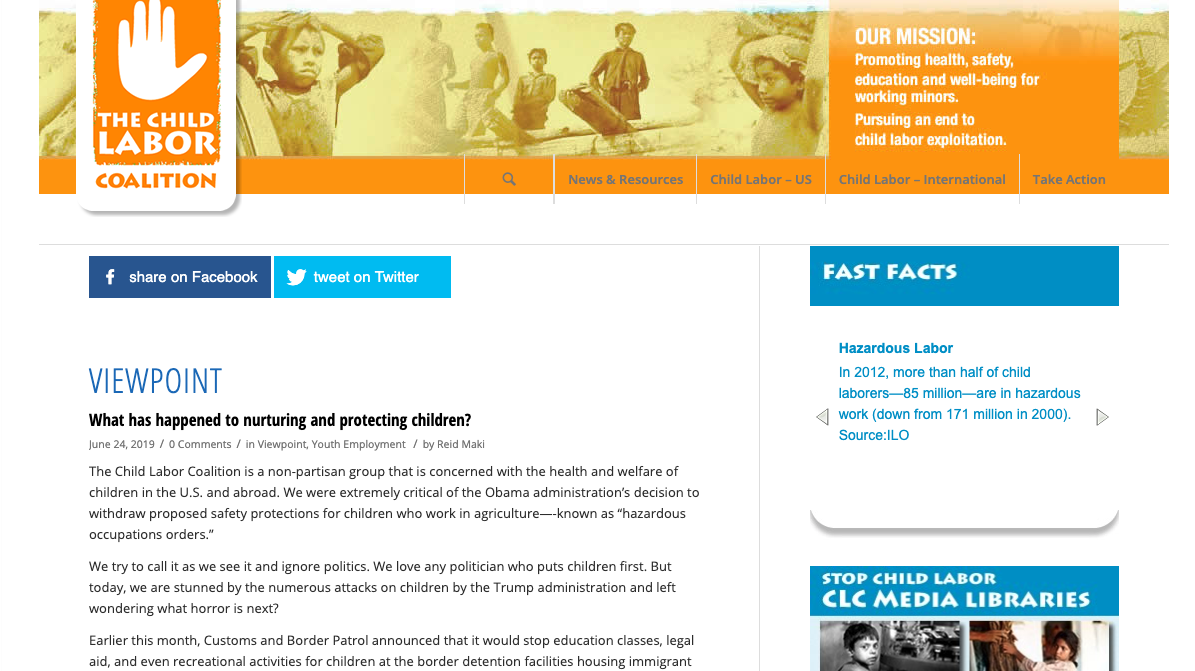 THE CHILD
LABOR
COALITION
OUR MISSION:
Promoting health, safety,
education and well-being for
working minors.
Pursuing an end to
child labor exploitation.
News & Resources
Child Labor – US
Child Labor – International
Take Action
share on Facebook
tweet on Twitter
VIEWPOINT
What has happened to nurturing and protecting children?
June 24, 2019 / 0 Comments / in Viewpoint, Youth Employment / by Reid Maki
The Child Labor Coalition is a non-partisan group that is concerned with the health and welfare of
children in the U.S. and abroad. We were extremely critical of the Obama administration’s decision to
withdraw proposed safety protections for children who work in agriculture—-known as “hazardous
occupations orders.”
We try to call it as we see it and ignore politics. We love any politician who puts children first. But
today, we are stunned by the numerous attacks on children by the Trump administration and left
wondering what horror is next?
Earlier this month, Customs and Border Patrol announced that it would stop education classes, legal
aid, and even recreational activities for children at the border detention facilities housing immigrant
FAST FACTS
Hazardous Labor
In 2012, more than half of child
laborers—85 million—are in hazardous
work (down from 171 million in 2000).
Source:ILO
STOP CHILD LABOR
CLC MEDIA LIBRARIES